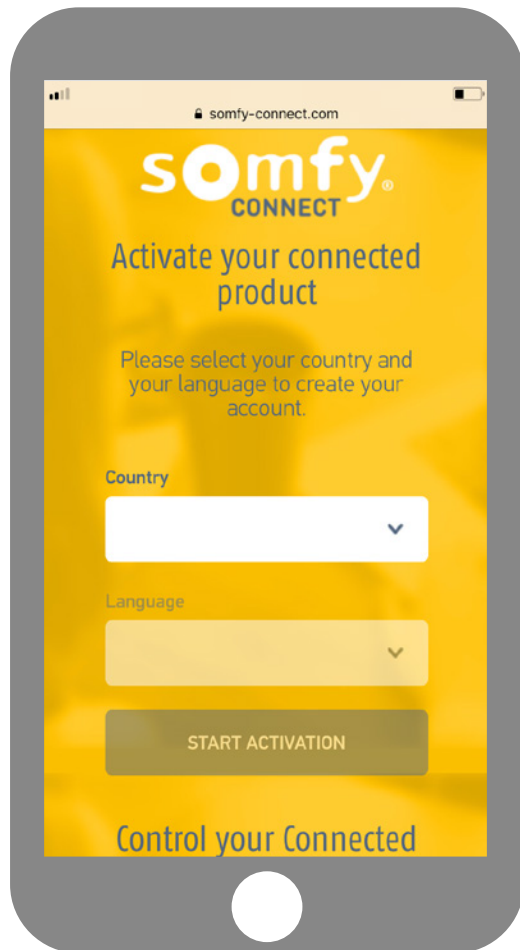 somfy-connect.com
somfy®
CONNECT
Activate your connected
product
Please select your country and
your language to create your
account.
Country
Language
START ACTIVATION
Control your Connected